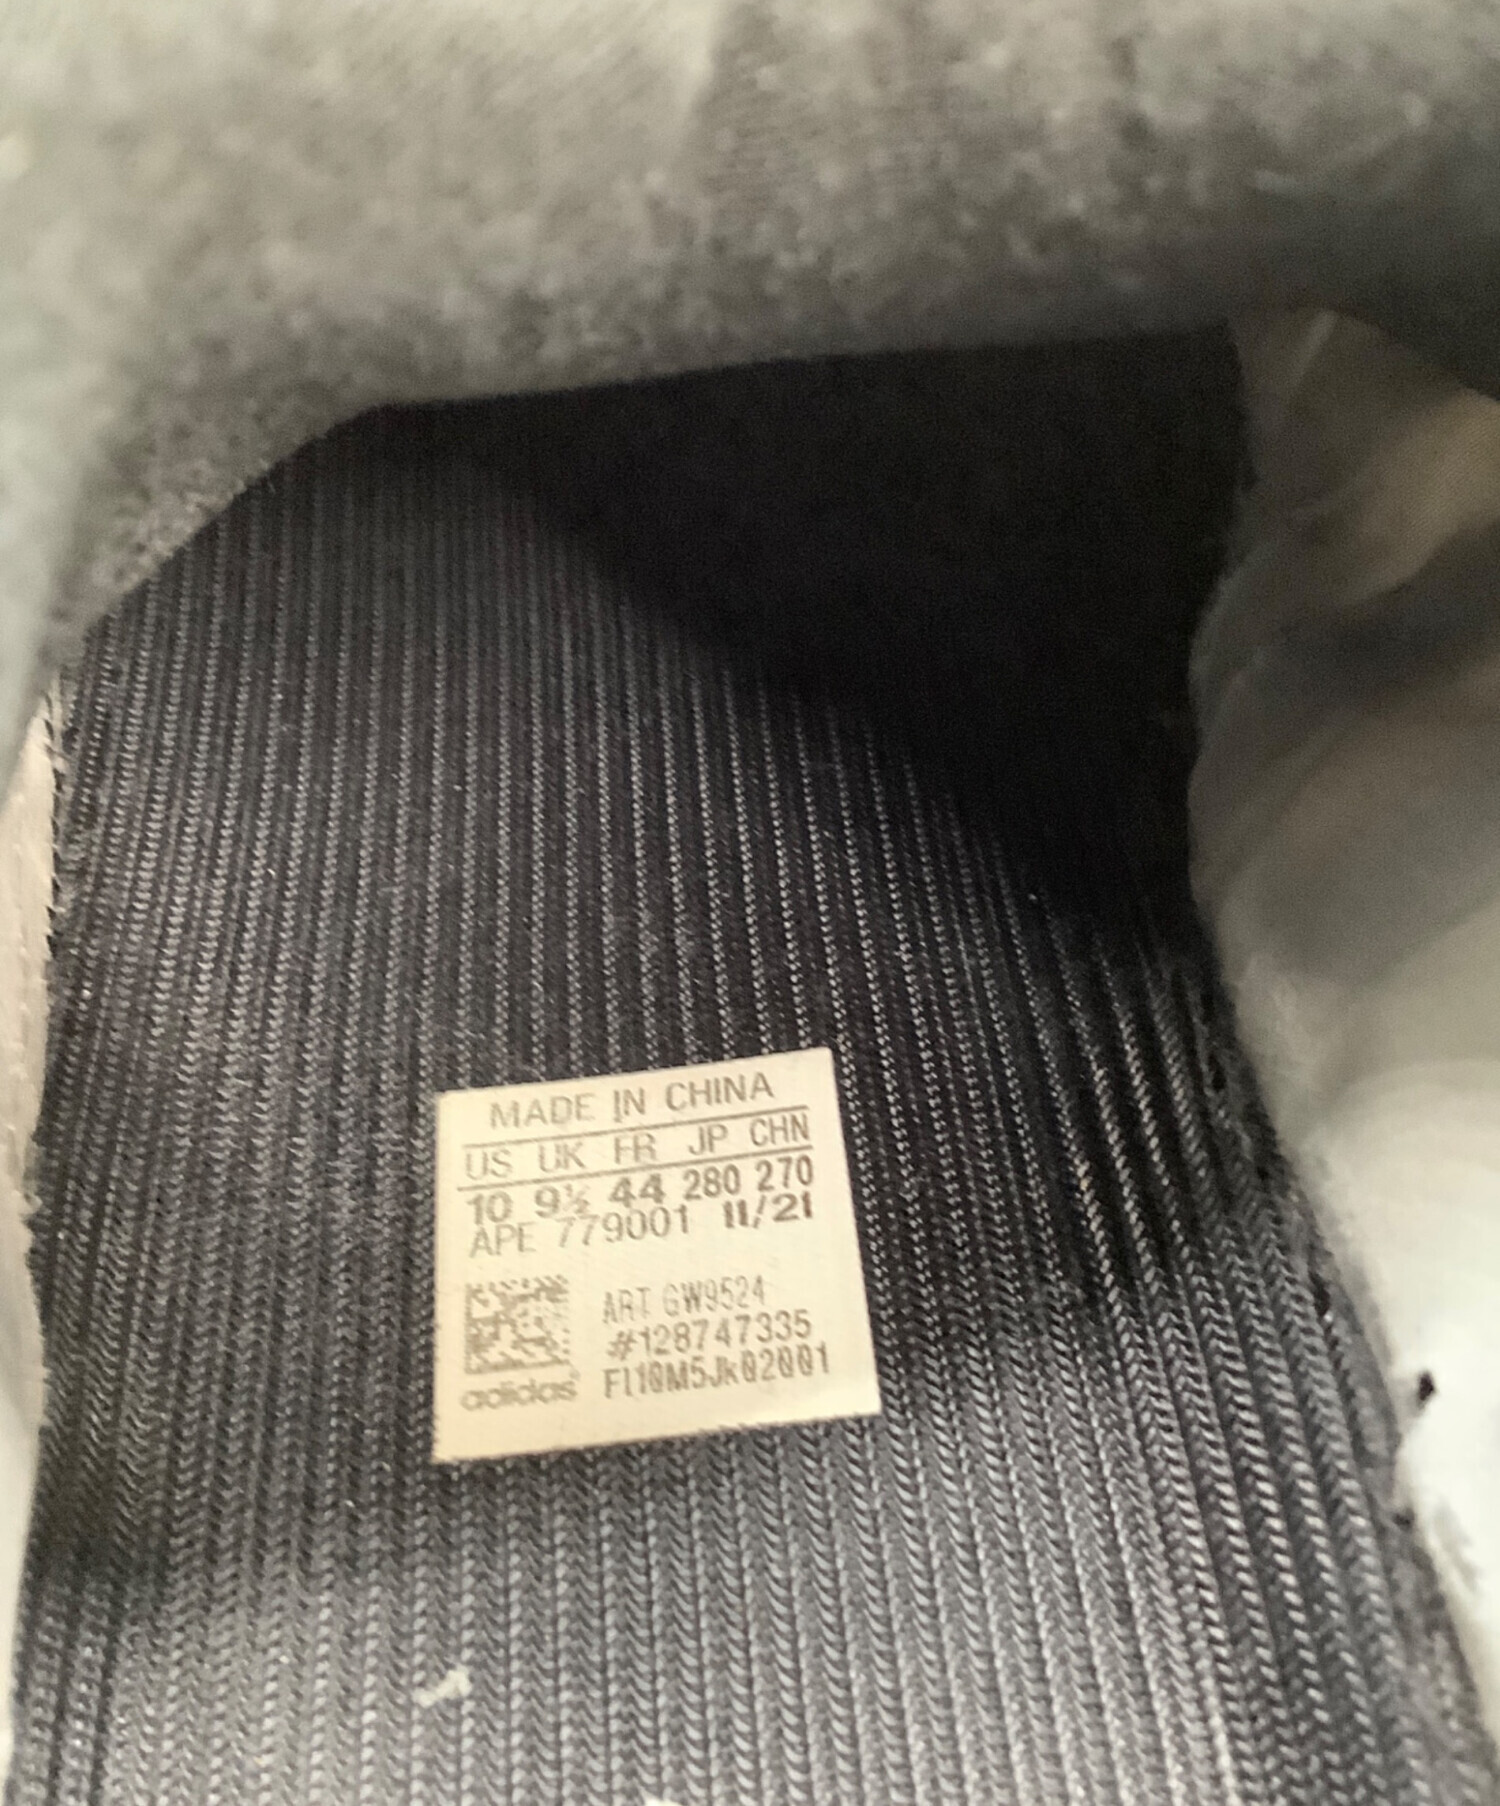 MADE IN CHINA
US UK FR JP CHN
10 9½ 44 280 270
APE 779001 11/21
ART GW9524
#128747335
FI10M5Jk02001
adidas